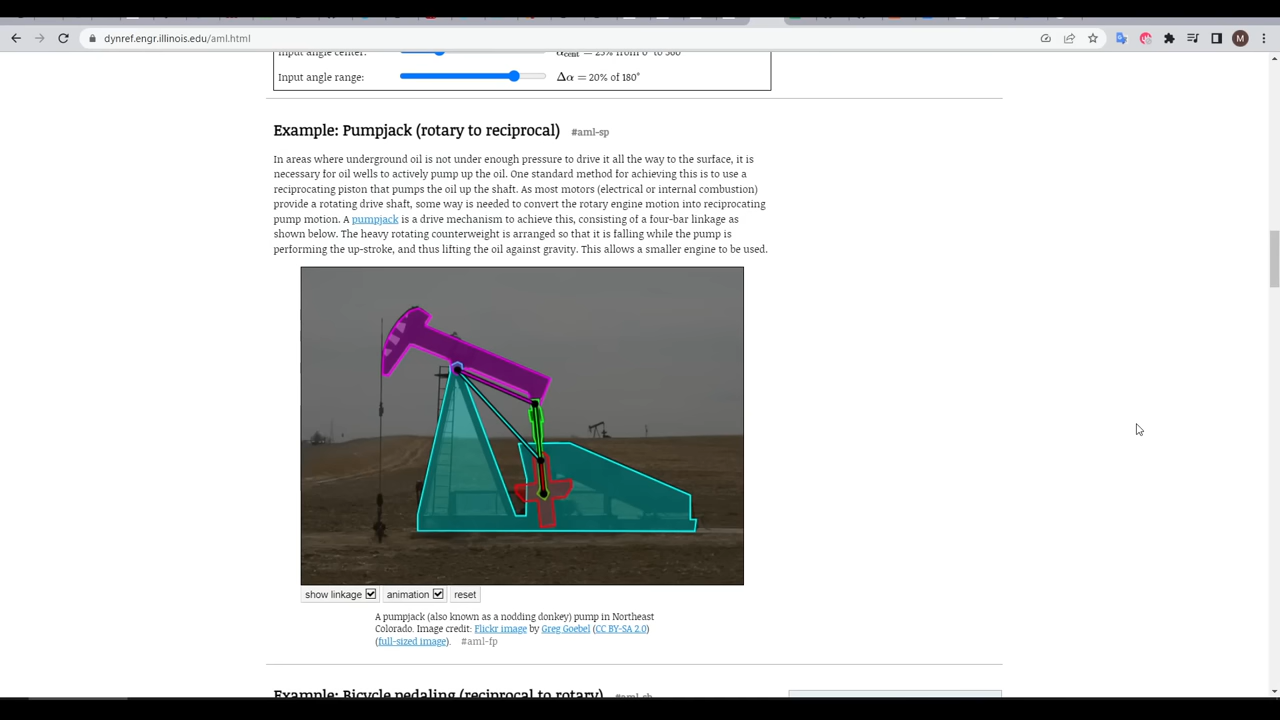 dynref.engr.illinois.edu/aml.html
M
Input angle range:
Δα = 20% of 180°
Example: Pumpjack (rotary to reciprocal) #aml-sp
In areas where underground oil is not under enough pressure to drive it all the way to the surface, it is
necessary for oil wells to actively pump up the oil. One standard method for achieving this is to use a
reciprocating piston that pumps the oil up the shaft. As most motors (electrical or internal combustion)
provide a rotating drive shaft, some way is needed to convert the rotary engine motion into reciprocating
pump motion. A pumpjack is a drive mechanism to achieve this, consisting of a four-bar linkage as
shown below. The heavy rotating counterweight is arranged so that it is falling while the pump is
performing the up-stroke, and thus lifting the oil against gravity. This allows a smaller engine to be used.
show linkage animation reset
A pumpjack (also known as a nodding donkey) pump in Northeast
Colorado. Image credit: Flickr image by Greg Goebel (CC BY-SA 2.0)
(full-sized image). #aml-fp
Example: Bicycle pedaling (reciprocal to rotary) #aml-sb